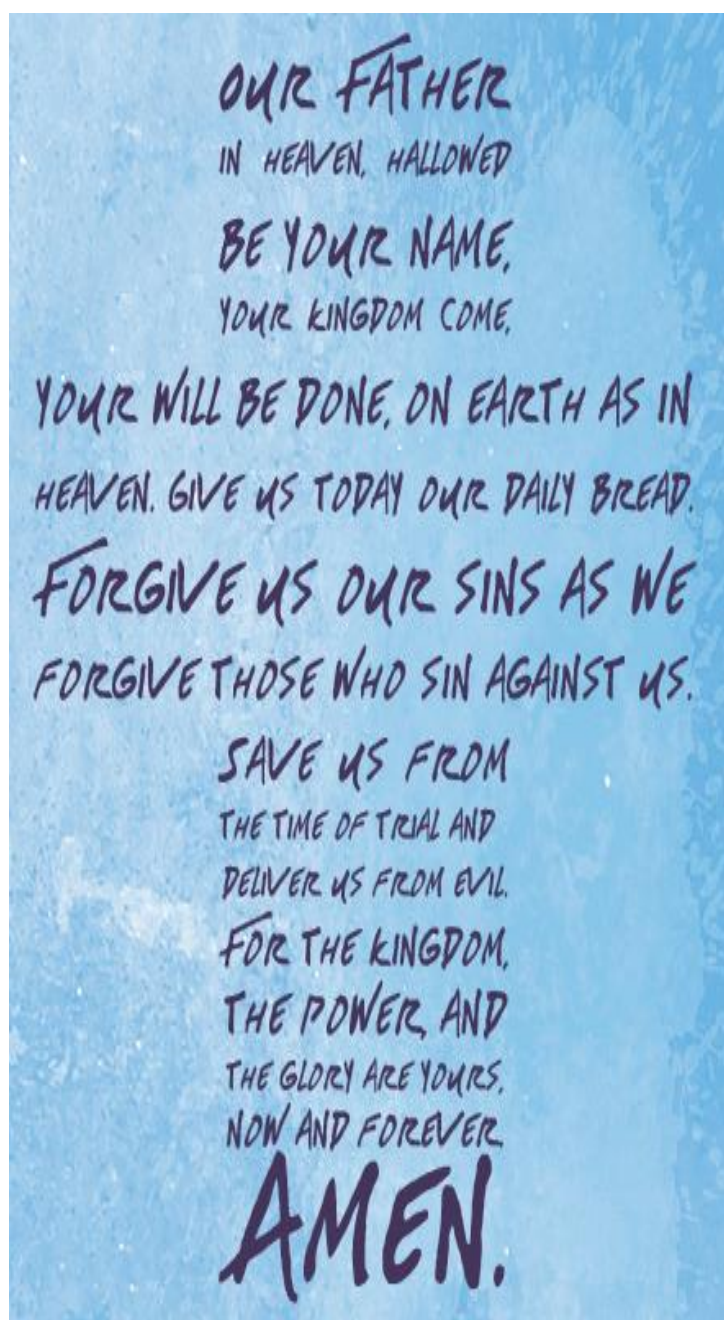 OUR FATHER
IN HEAVEN, HALLOWED
BE YOUR NAME,
YOUR KINGDOM COME,
YOUR WILL BE DONE, ON EARTH AS IN
HEAVEN. GIVE US TODAY OUR DAILY BREAD.
FORGIVE US OUR SINS AS WE
FORGIVE THOSE WHO SIN AGAINST US.
SAVE US FROM
THE TIME OF TRIAL AND
DELIVER US FROM EVIL.
FOR THE KINGDOM,
THE POWER, AND
THE GLORY ARE YOURS,
NOW AND FOREVER.
AMEN.